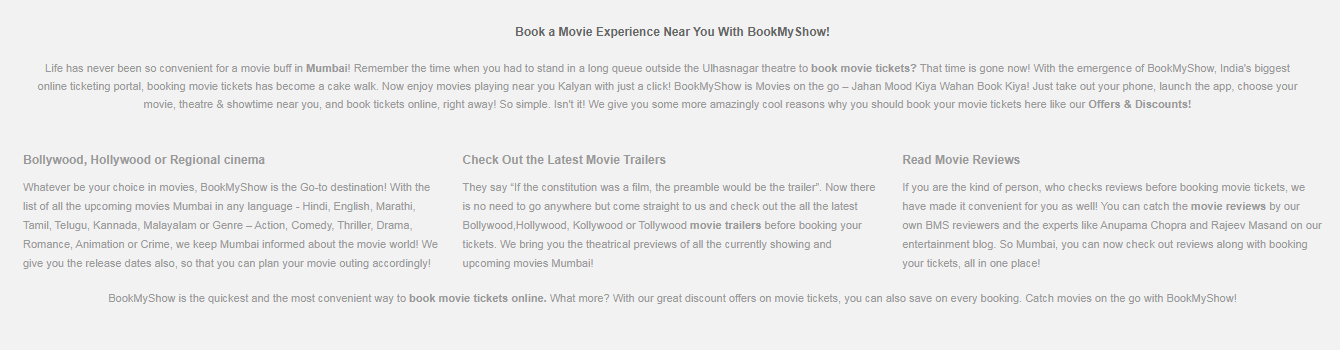 Book a Movie Experience Near You With BookMyShow!
Life has never been so convenient for a movie buff in Mumbai! Remember the time when you had to stand in a long queue outside the Ulhasnagar theatre to book movie tickets? That time is gone now! With the emergence of BookMyShow, India's biggest
online ticketing portal, booking movie tickets has become a cake walk. Now enjoy movies playing near you Kalyan with just a click! BookMyShow is Movies on the go – Jahan Mood Kiya Wahan Book Kiya! Just take out your phone, launch the app, choose your
movie, theatre & showtime near you, and book tickets online, right away! So simple. Isn't it! We give you some more amazingly cool reasons why you should book your movie tickets here like our Offers & Discounts!
Bollywood, Hollywood or Regional cinema
Whatever be your choice in movies, BookMyShow is the Go-to destination! With the
list of all the upcoming movies Mumbai in any language - Hindi, English, Marathi,
Tamil, Telugu, Kannada, Malayalam or Genre – Action, Comedy, Thriller, Drama,
Romance, Animation or Crime, we keep Mumbai informed about the movie world! We
give you the release dates also, so that you can plan your movie outing accordingly!
Check Out the Latest Movie Trailers
They say “If the constitution was a film, the preamble would be the trailer”. Now there
is no need to go anywhere but come straight to us and check out the all the latest
Bollywood,Hollywood, Kollywood or Tollywood movie trailers before booking your
tickets. We bring you the theatrical previews of all the currently showing and
upcoming movies Mumbai!
Read Movie Reviews
If you are the kind of person, who checks reviews before booking movie tickets, we
have made it convenient for you as well! You can catch the movie reviews by our
own BMS reviewers and the experts like Anupama Chopra and Rajeev Masand on our
entertainment blog. So Mumbai, you can now check out reviews along with booking
your tickets, all in one place!
BookMyShow is the quickest and the most convenient way to book movie tickets online. What more? With our great discount offers on movie tickets, you can also save on every booking. Catch movies on the go with BookMyShow!